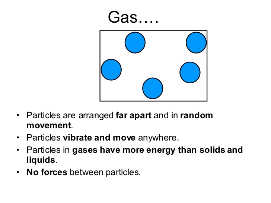 Gas….
• Particles are arranged far apart and in random
movement.
• Particles vibrate and move anywhere.
• Particles in gases have more energy than solids and
liquids.
• No forces between particles.